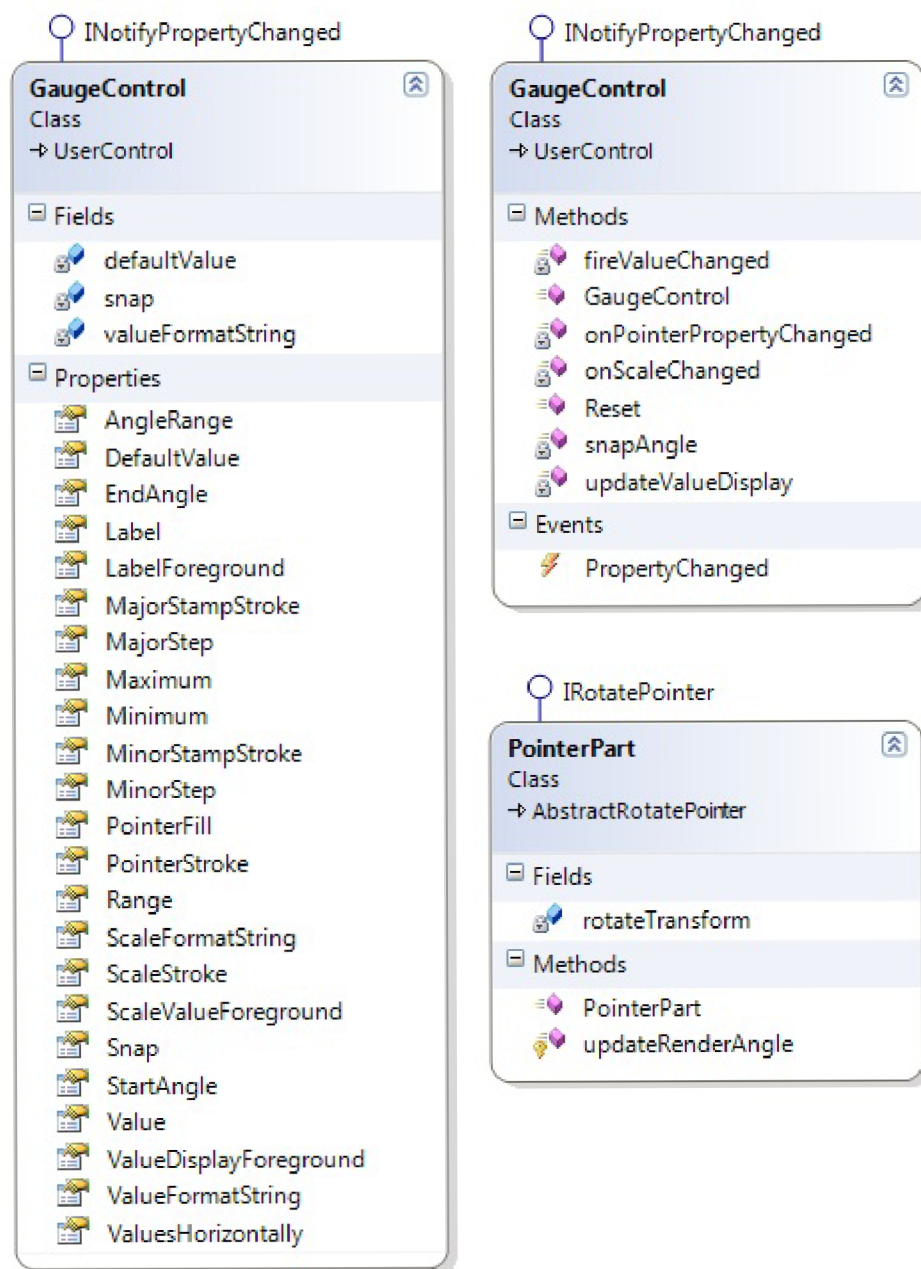 INotifyPropertyChanged
GaugeControl
Class
UserControl
Fields
defaultValue
snap
valueFormatString
Properties
AngleRange
DefaultValue
EndAngle
Label
LabelForeground
MajorStampStroke
MajorStep
Maximum
Minimum
MinorStampStroke
MinorStep
PointerFill
PointerStroke
Range
ScaleFormatString
ScaleStroke
ScaleValueForeground
Snap
StartAngle
Value
ValueDisplayForeground
ValueFormatString
ValuesHorizontally
INotifyPropertyChanged
GaugeControl
Class
UserControl
Methods
fireValueChanged
GaugeControl
onPointerPropertyChanged
onScaleChanged
Reset
snapAngle
updateValueDisplay
Events
PropertyChanged
IRotatePointer
PointerPart
Class
AbstractRotatePointer
Fields
rotateTransform
Methods
PointerPart
updateRenderAngle